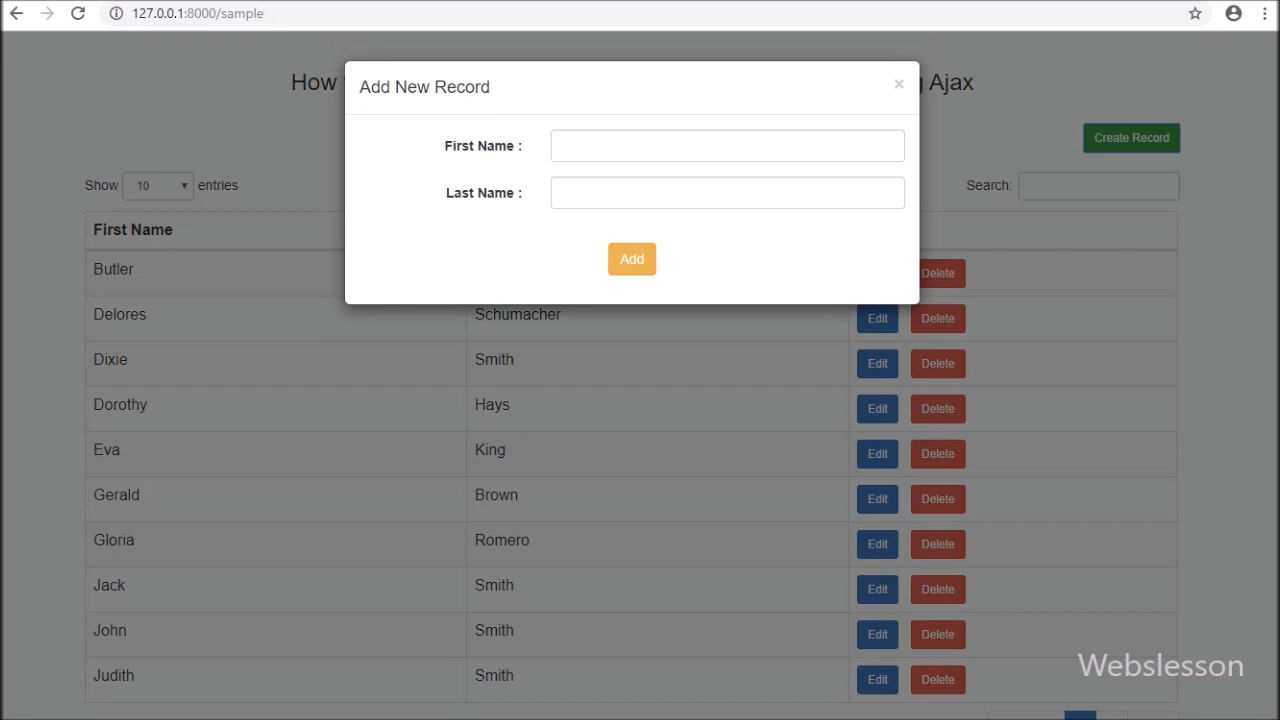 127.0.0.1:8000/sample
How
Ajax
Add New Record ×
First Name :
Last Name :
Add
Create Record
Show 10 entries
Search:
First Name
Butler Delete
Delores Schumacher Edit Delete
Dixie Smith Edit Delete
Dorothy Hays Edit Delete
Eva King Edit Delete
Gerald Brown Edit Delete
Gloria Romero Edit Delete
Jack Smith Edit Delete
John Smith Edit Delete
Judith Smith Edit Delete
Webslesson